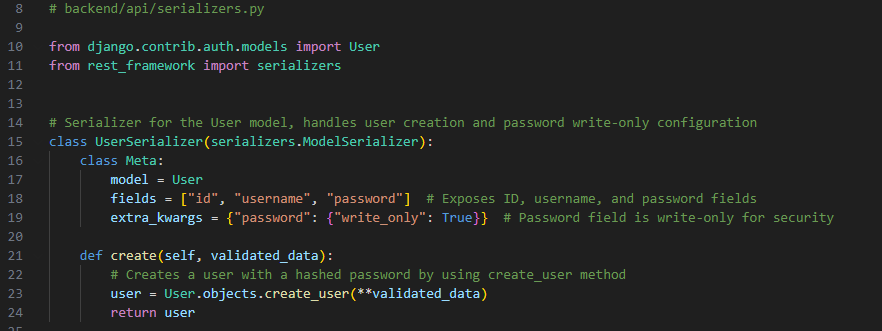 8 # backend/api/serializers.py
9
10 from django.contrib.auth.models import User
11 from rest_framework import serializers
12
13
14 # Serializer for the User model, handles user creation and password write-only configuration
15 class UserSerializer(serializers.ModelSerializer):
16     class Meta:
17         model = User
18         fields = ["id", "username", "password"]  # Exposes ID, username, and password fields
19         extra_kwargs = {"password": {"write_only": True}}  # Password field is write-only for security
20
21     def create(self, validated_data):
22         # Creates a user with a hashed password by using create_user method
23         user = User.objects.create_user(**validated_data)
24         return user